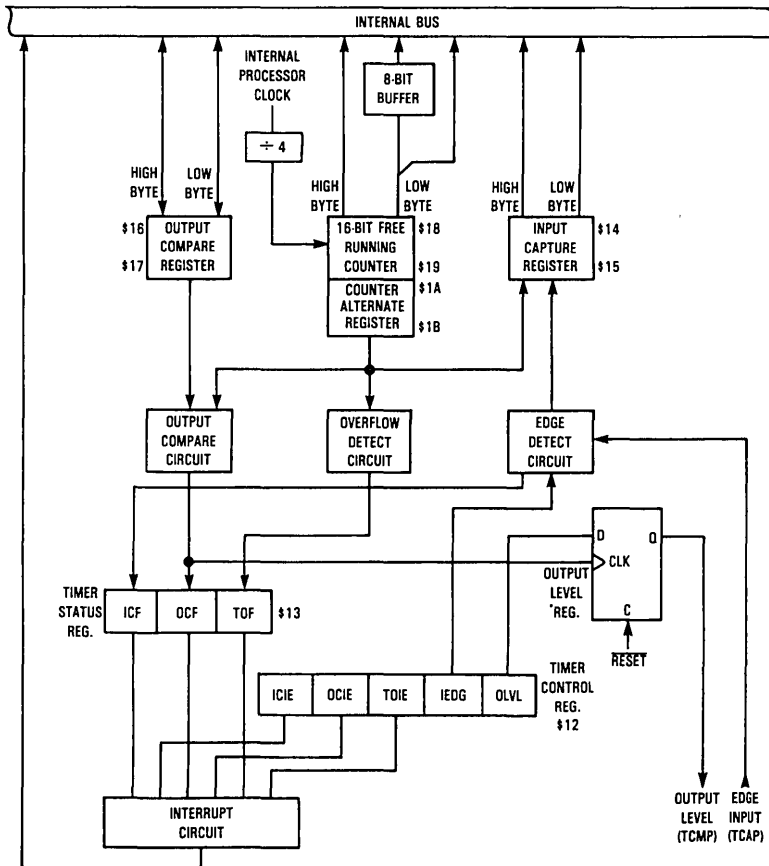 INTERNAL BUS
INTERNAL
PROCESSOR
CLOCK
8-BIT
BUFFER
÷ 4
HIGH
BYTE
LOW
BYTE
HIGH
BYTE
LOW
BYTE
HIGH
BYTE
LOW
BYTE
$16
$17
OUTPUT
COMPARE
REGISTER
16-BIT FREE
RUNNING
COUNTER
$18
$19
COUNTER
ALTERNATE
REGISTER
$1A
$1B
INPUT
CAPTURE
REGISTER
$14
$15
OUTPUT
COMPARE
CIRCUIT
OVERFLOW
DETECT
CIRCUIT
EDGE
DETECT
CIRCUIT
D Q
CLK
C
OUTPUT
LEVEL
REG.
RESET
TIMER
STATUS
REG.
ICF OCF TOF $13
ICIE OCIE TOIE IEDG OLVL
TIMER
CONTROL
REG.
$12
INTERRUPT
CIRCUIT
OUTPUT
LEVEL
(TCMP)
EDGE
INPUT
(TCAP)